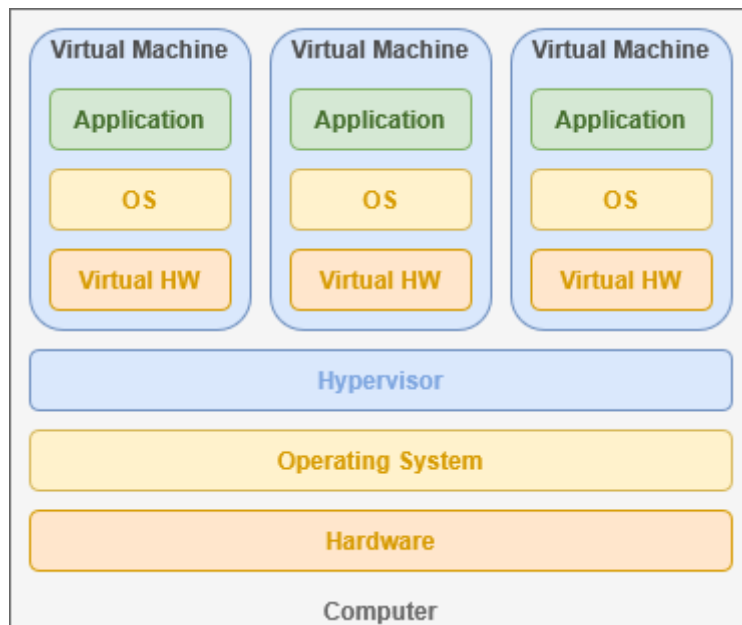 Virtual Machine Virtual Machine Virtual Machine
Application Application Application
OS OS OS
Virtual HW Virtual HW Virtual HW
Hypervisor
Operating System
Hardware
Computer